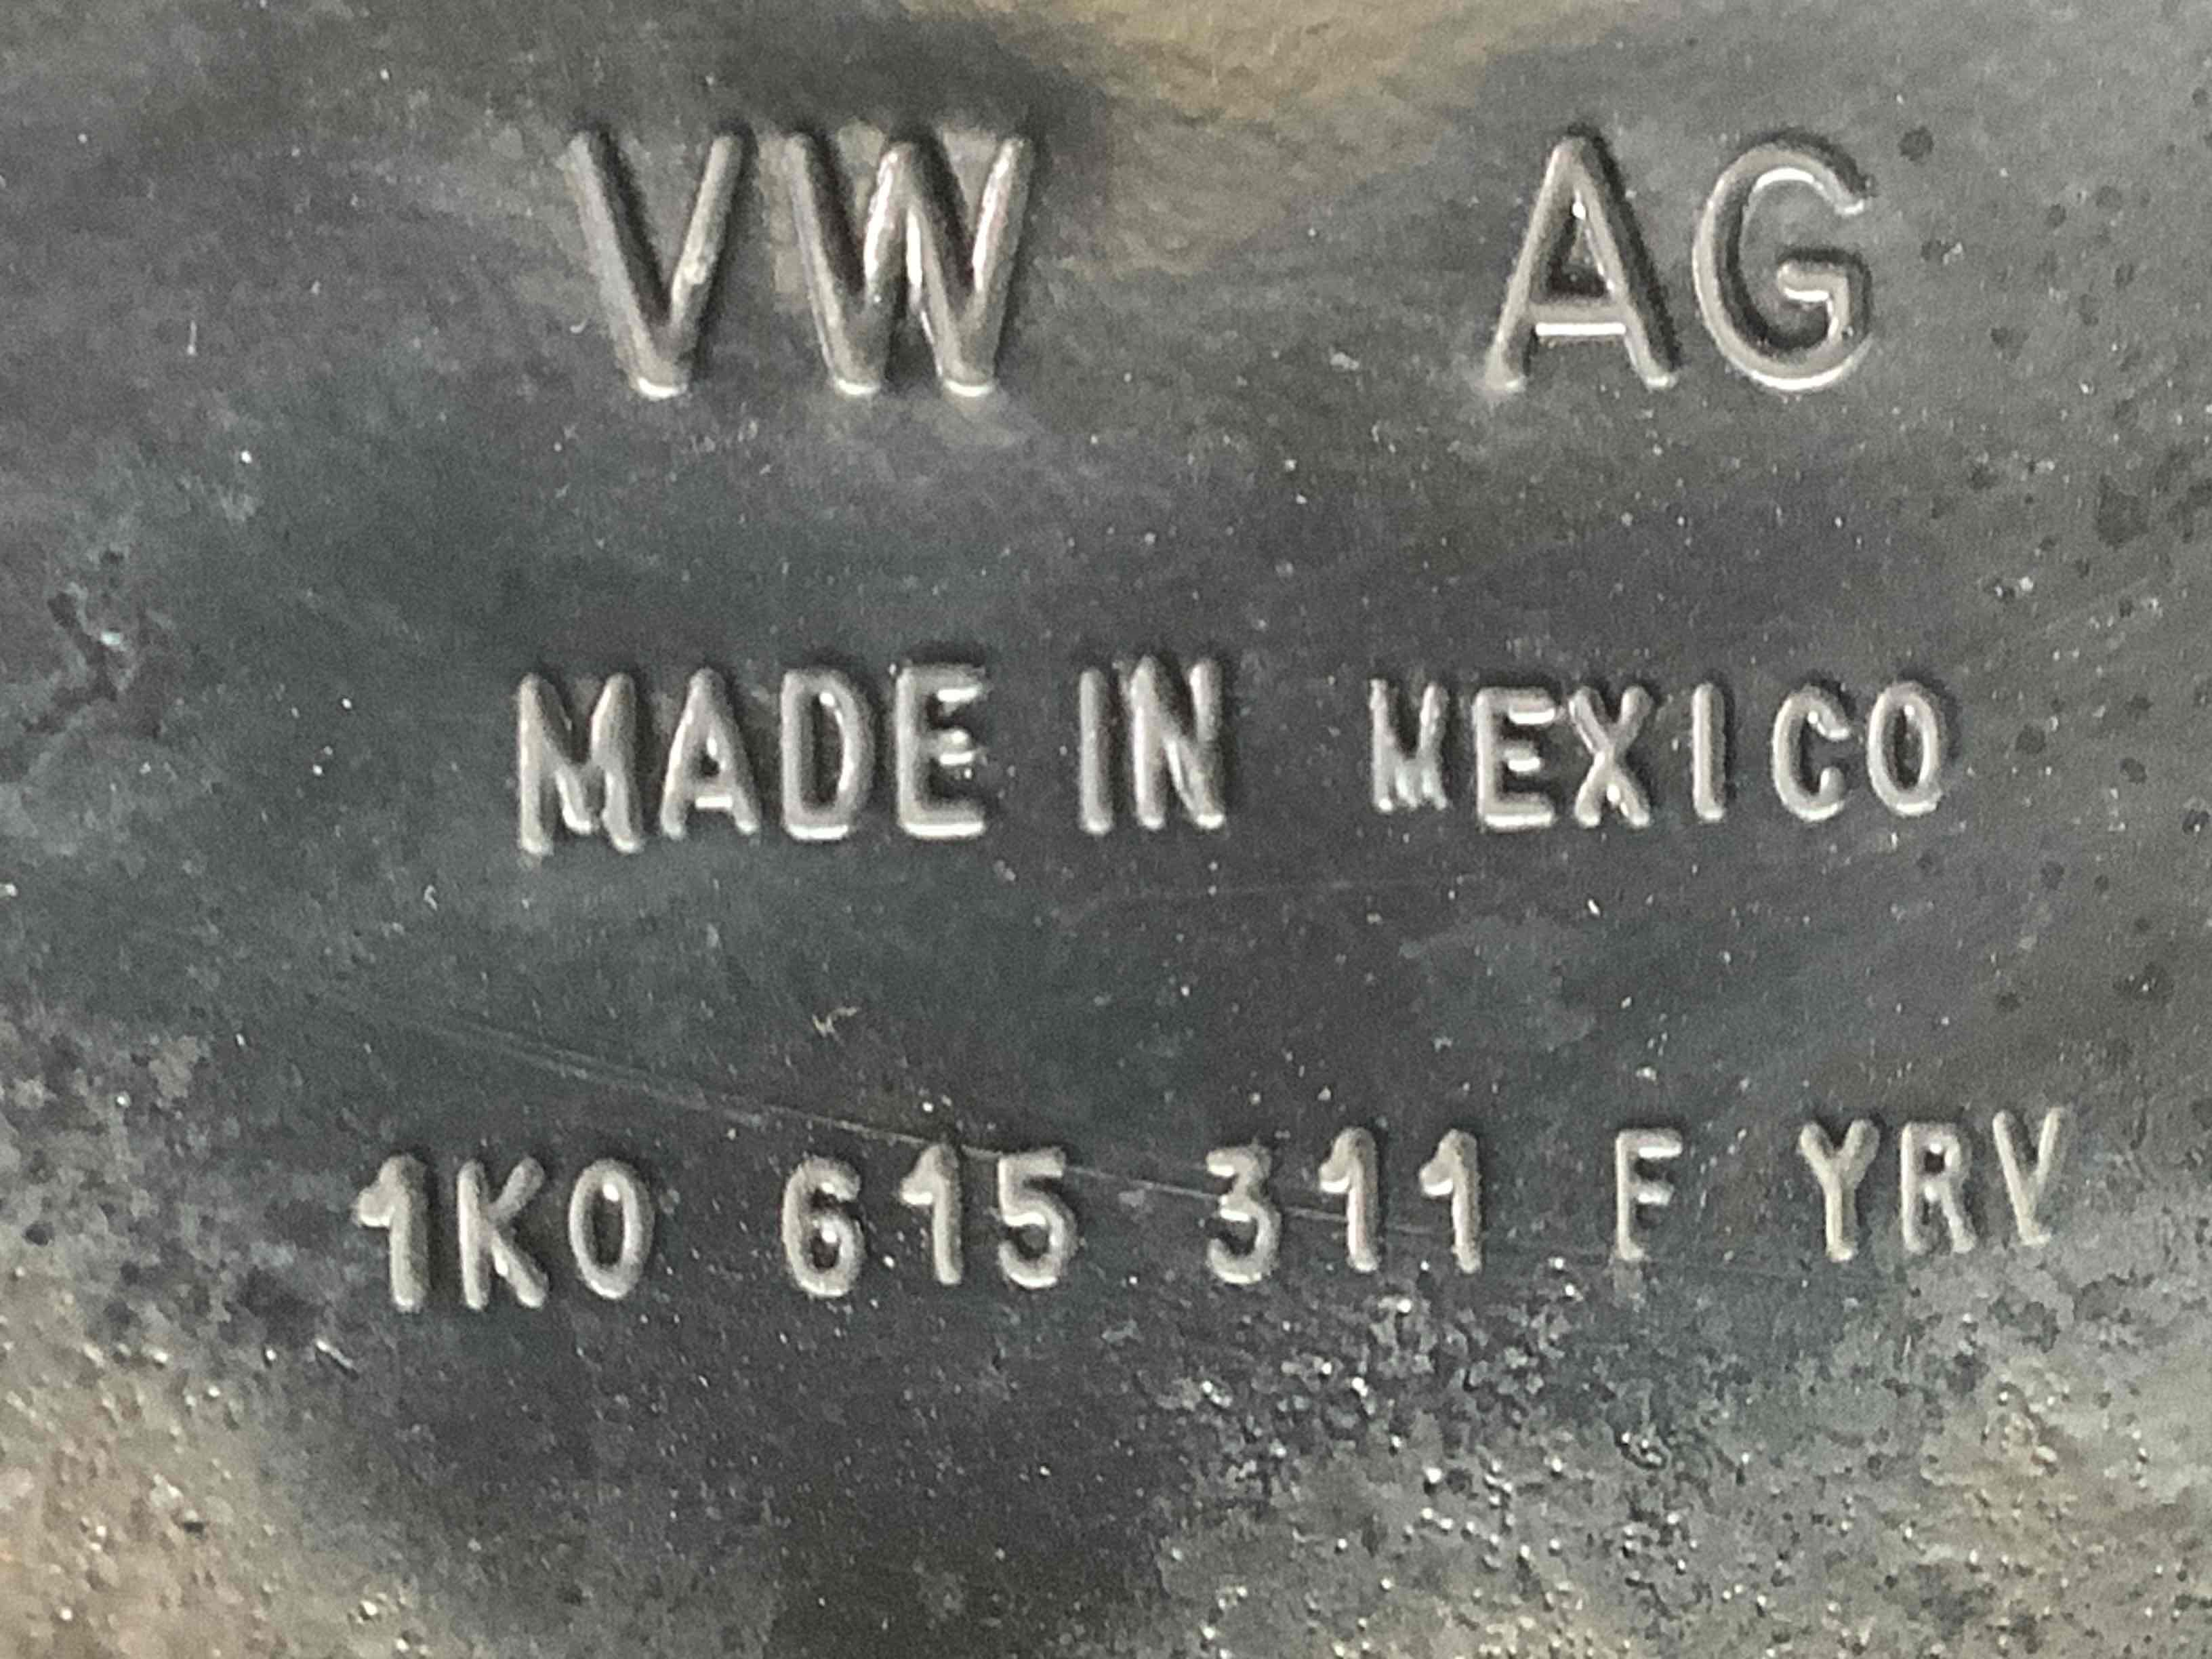 VW AG
MADE IN MEXICO
1K0 615 311 F YRV